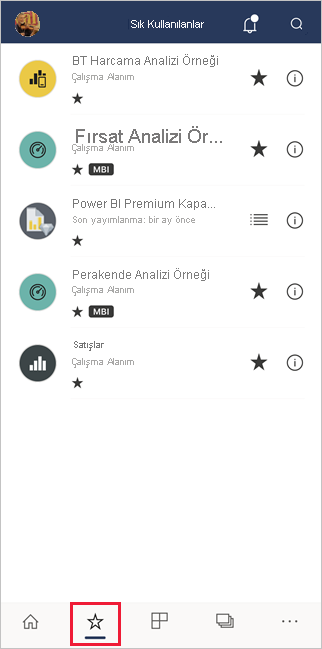 Sık Kullanılanlar
BT Harcama Analizi Örneği
Çalışma Alanım
Fırsat Analizi Ör...
Çalışma Alanım
MBI
Power BI Premium Kapa...
Son yayımlanma: bir ay önce
Perakende Analizi Örneği
Çalışma Alanım
MBI
Satışlar
Çalışma Alanım